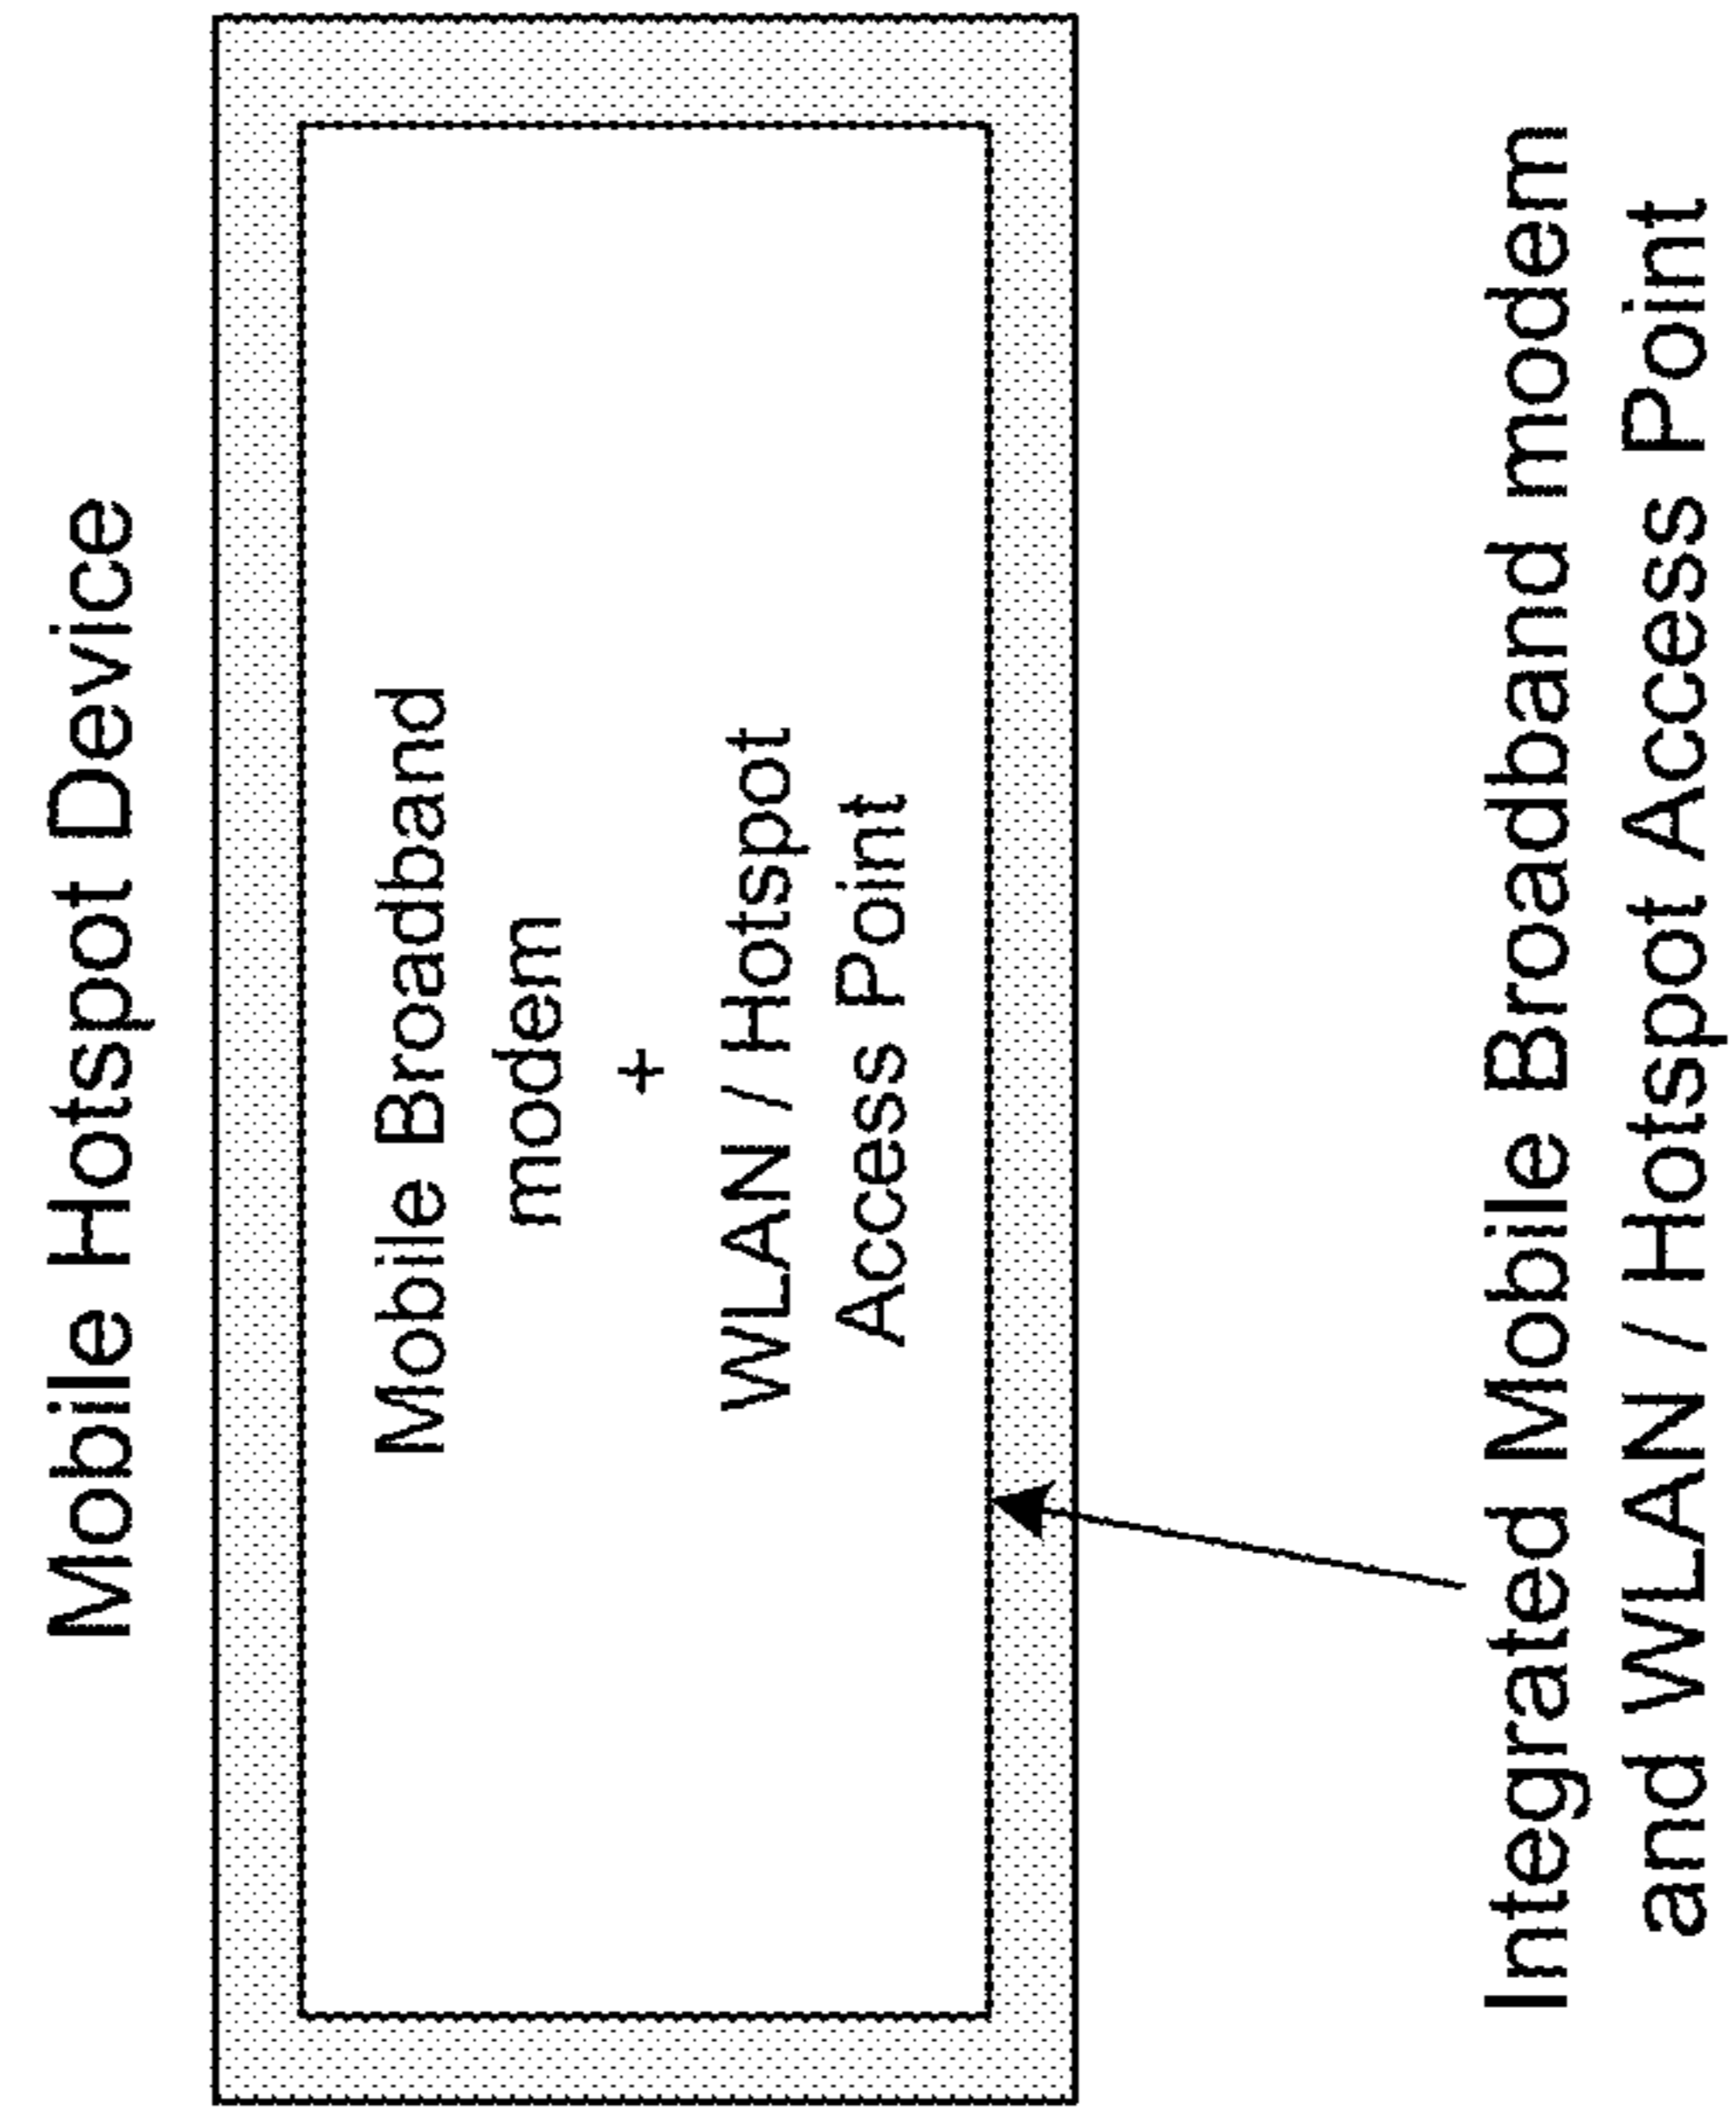 Mobile Hotspot Device
Mobile Broadband
modem
+
WLAN / Hotspot
Access Point
Integrated Mobile Broadband modem
and WLAN / Hotspot Access Point